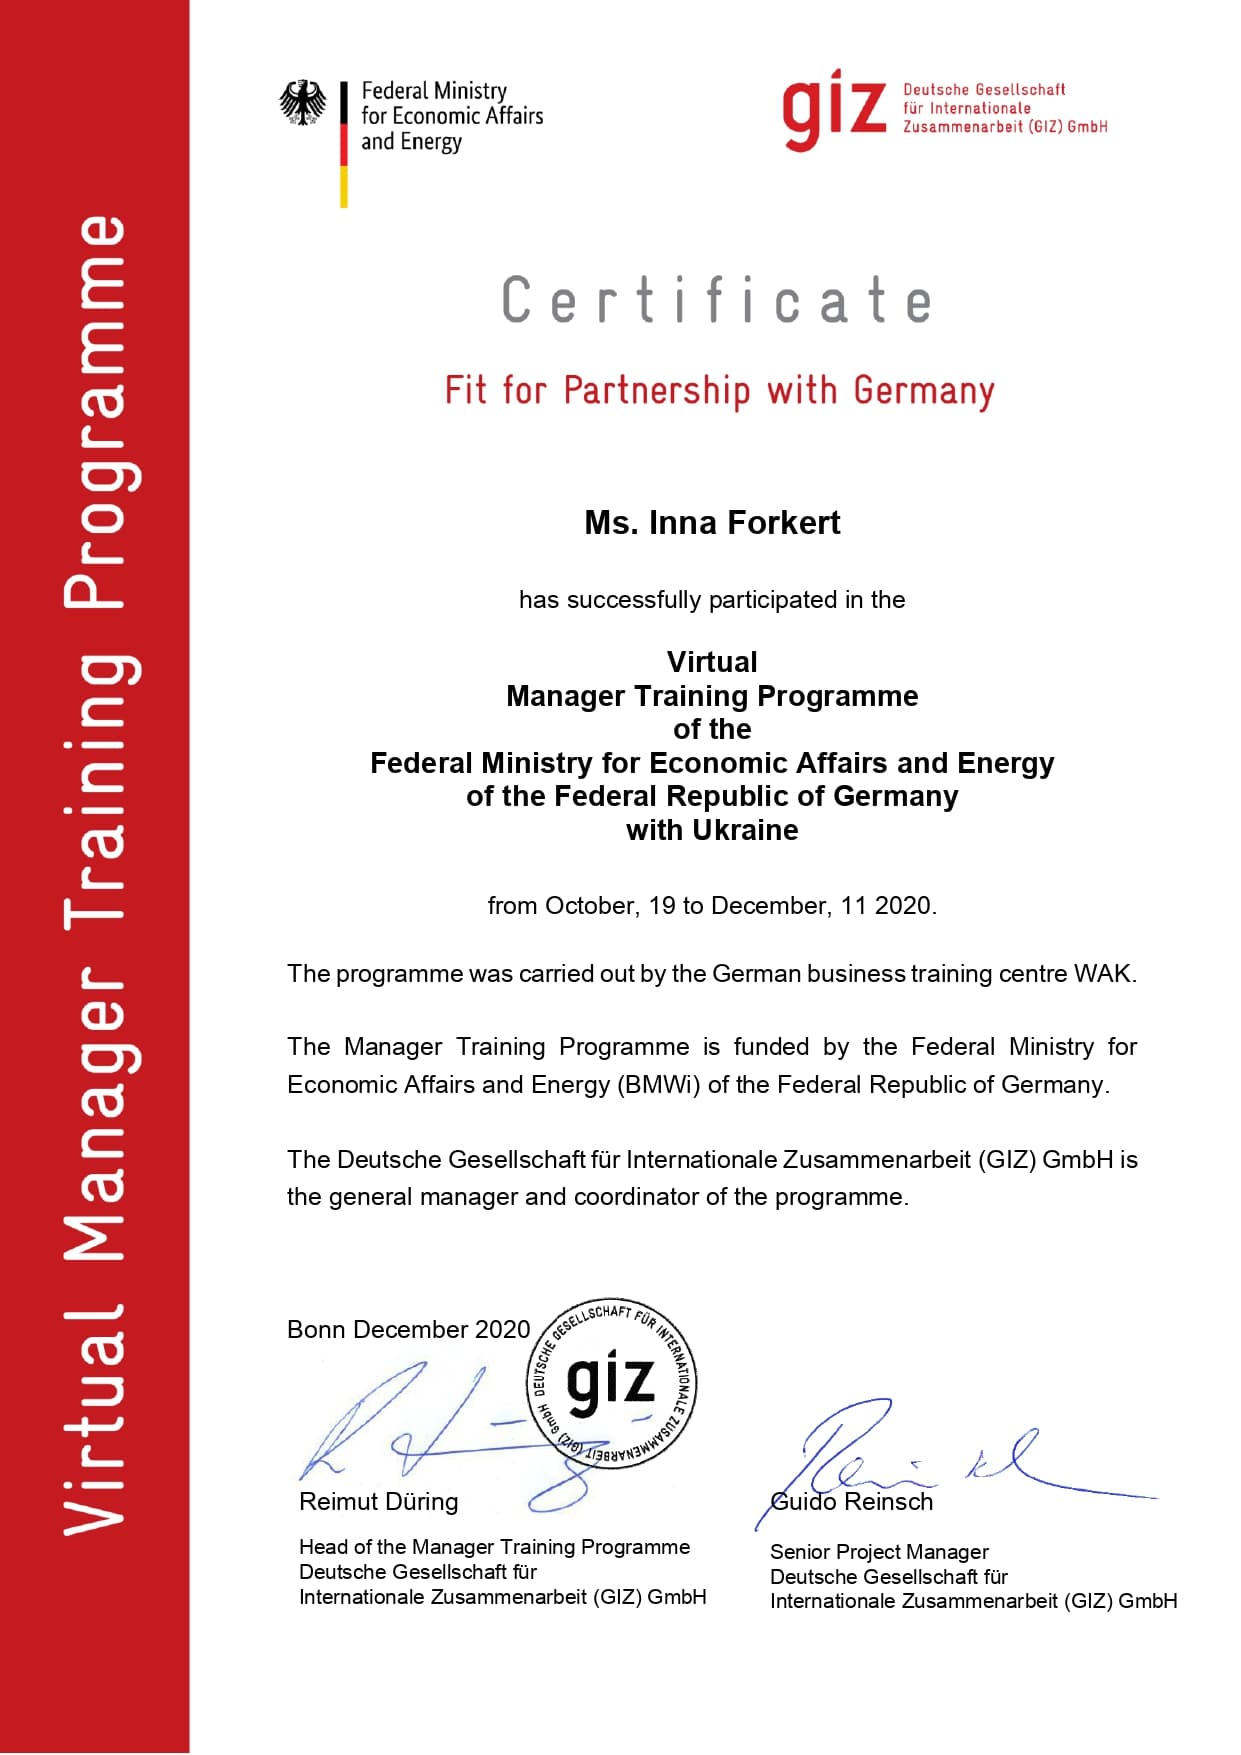 Virtual Manager Training Programme
Federal Ministry
for Economic Affairs
and Energy
giz
Deutsche Gesellschaft
für Internationale
Zusammenarbeit (GIZ) GmbH
Certificate
Fit for Partnership with Germany
Ms. Inna Forkert
has successfully participated in the
Virtual
Manager Training Programme
of the
Federal Ministry for Economic Affairs and Energy
of the Federal Republic of Germany
with Ukraine
from October, 19 to December, 11 2020.
The programme was carried out by the German business training centre WAK.
The Manager Training Programme is funded by the Federal Ministry for
Economic Affairs and Energy (BMWi) of the Federal Republic of Germany.
The Deutsche Gesellschaft für Internationale Zusammenarbeit (GIZ) GmbH is
the general manager and coordinator of the programme.
Bonn December 2020
DEUTSCHE GESELLSCHAFT FÜR INTERNATIONALE ZUSAMMENARBEIT (GIZ) GmbH
giz
Reimut Düring
Head of the Manager Training Programme
Deutsche Gesellschaft für
Internationale Zusammenarbeit (GIZ) GmbH
Guido Reinsch
Senior Project Manager
Deutsche Gesellschaft für
Internationale Zusammenarbeit (GIZ) GmbH